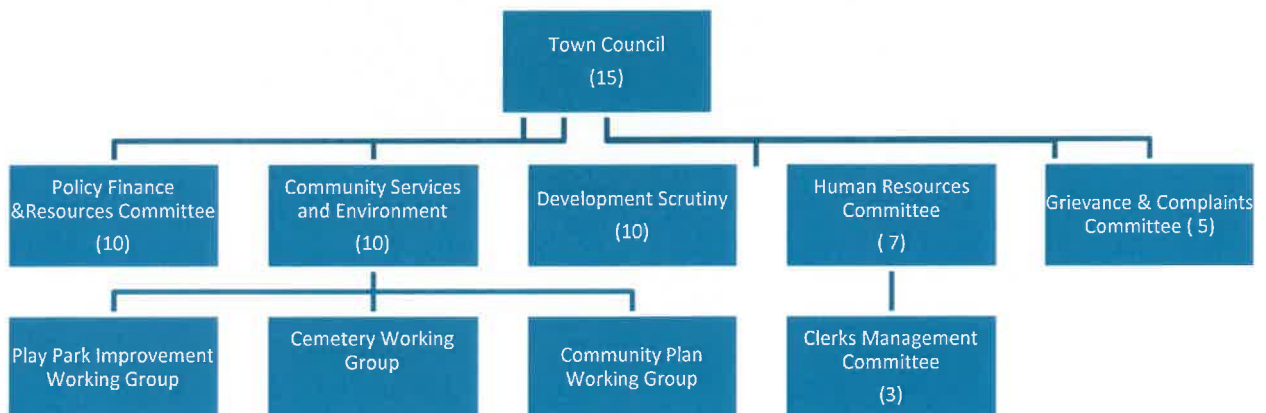 Town Council
(15)
Policy Finance
&Resources Committee
(10)
Community Services
and Environment
(10)
Development Scrutiny
(10)
Human Resources
Committee
( 7)
Grievance & Complaints
Committee ( 5)
Play Park Improvement
Working Group
Cemetery Working
Group
Community Plan
Working Group
Clerks Management
Committee
(3)